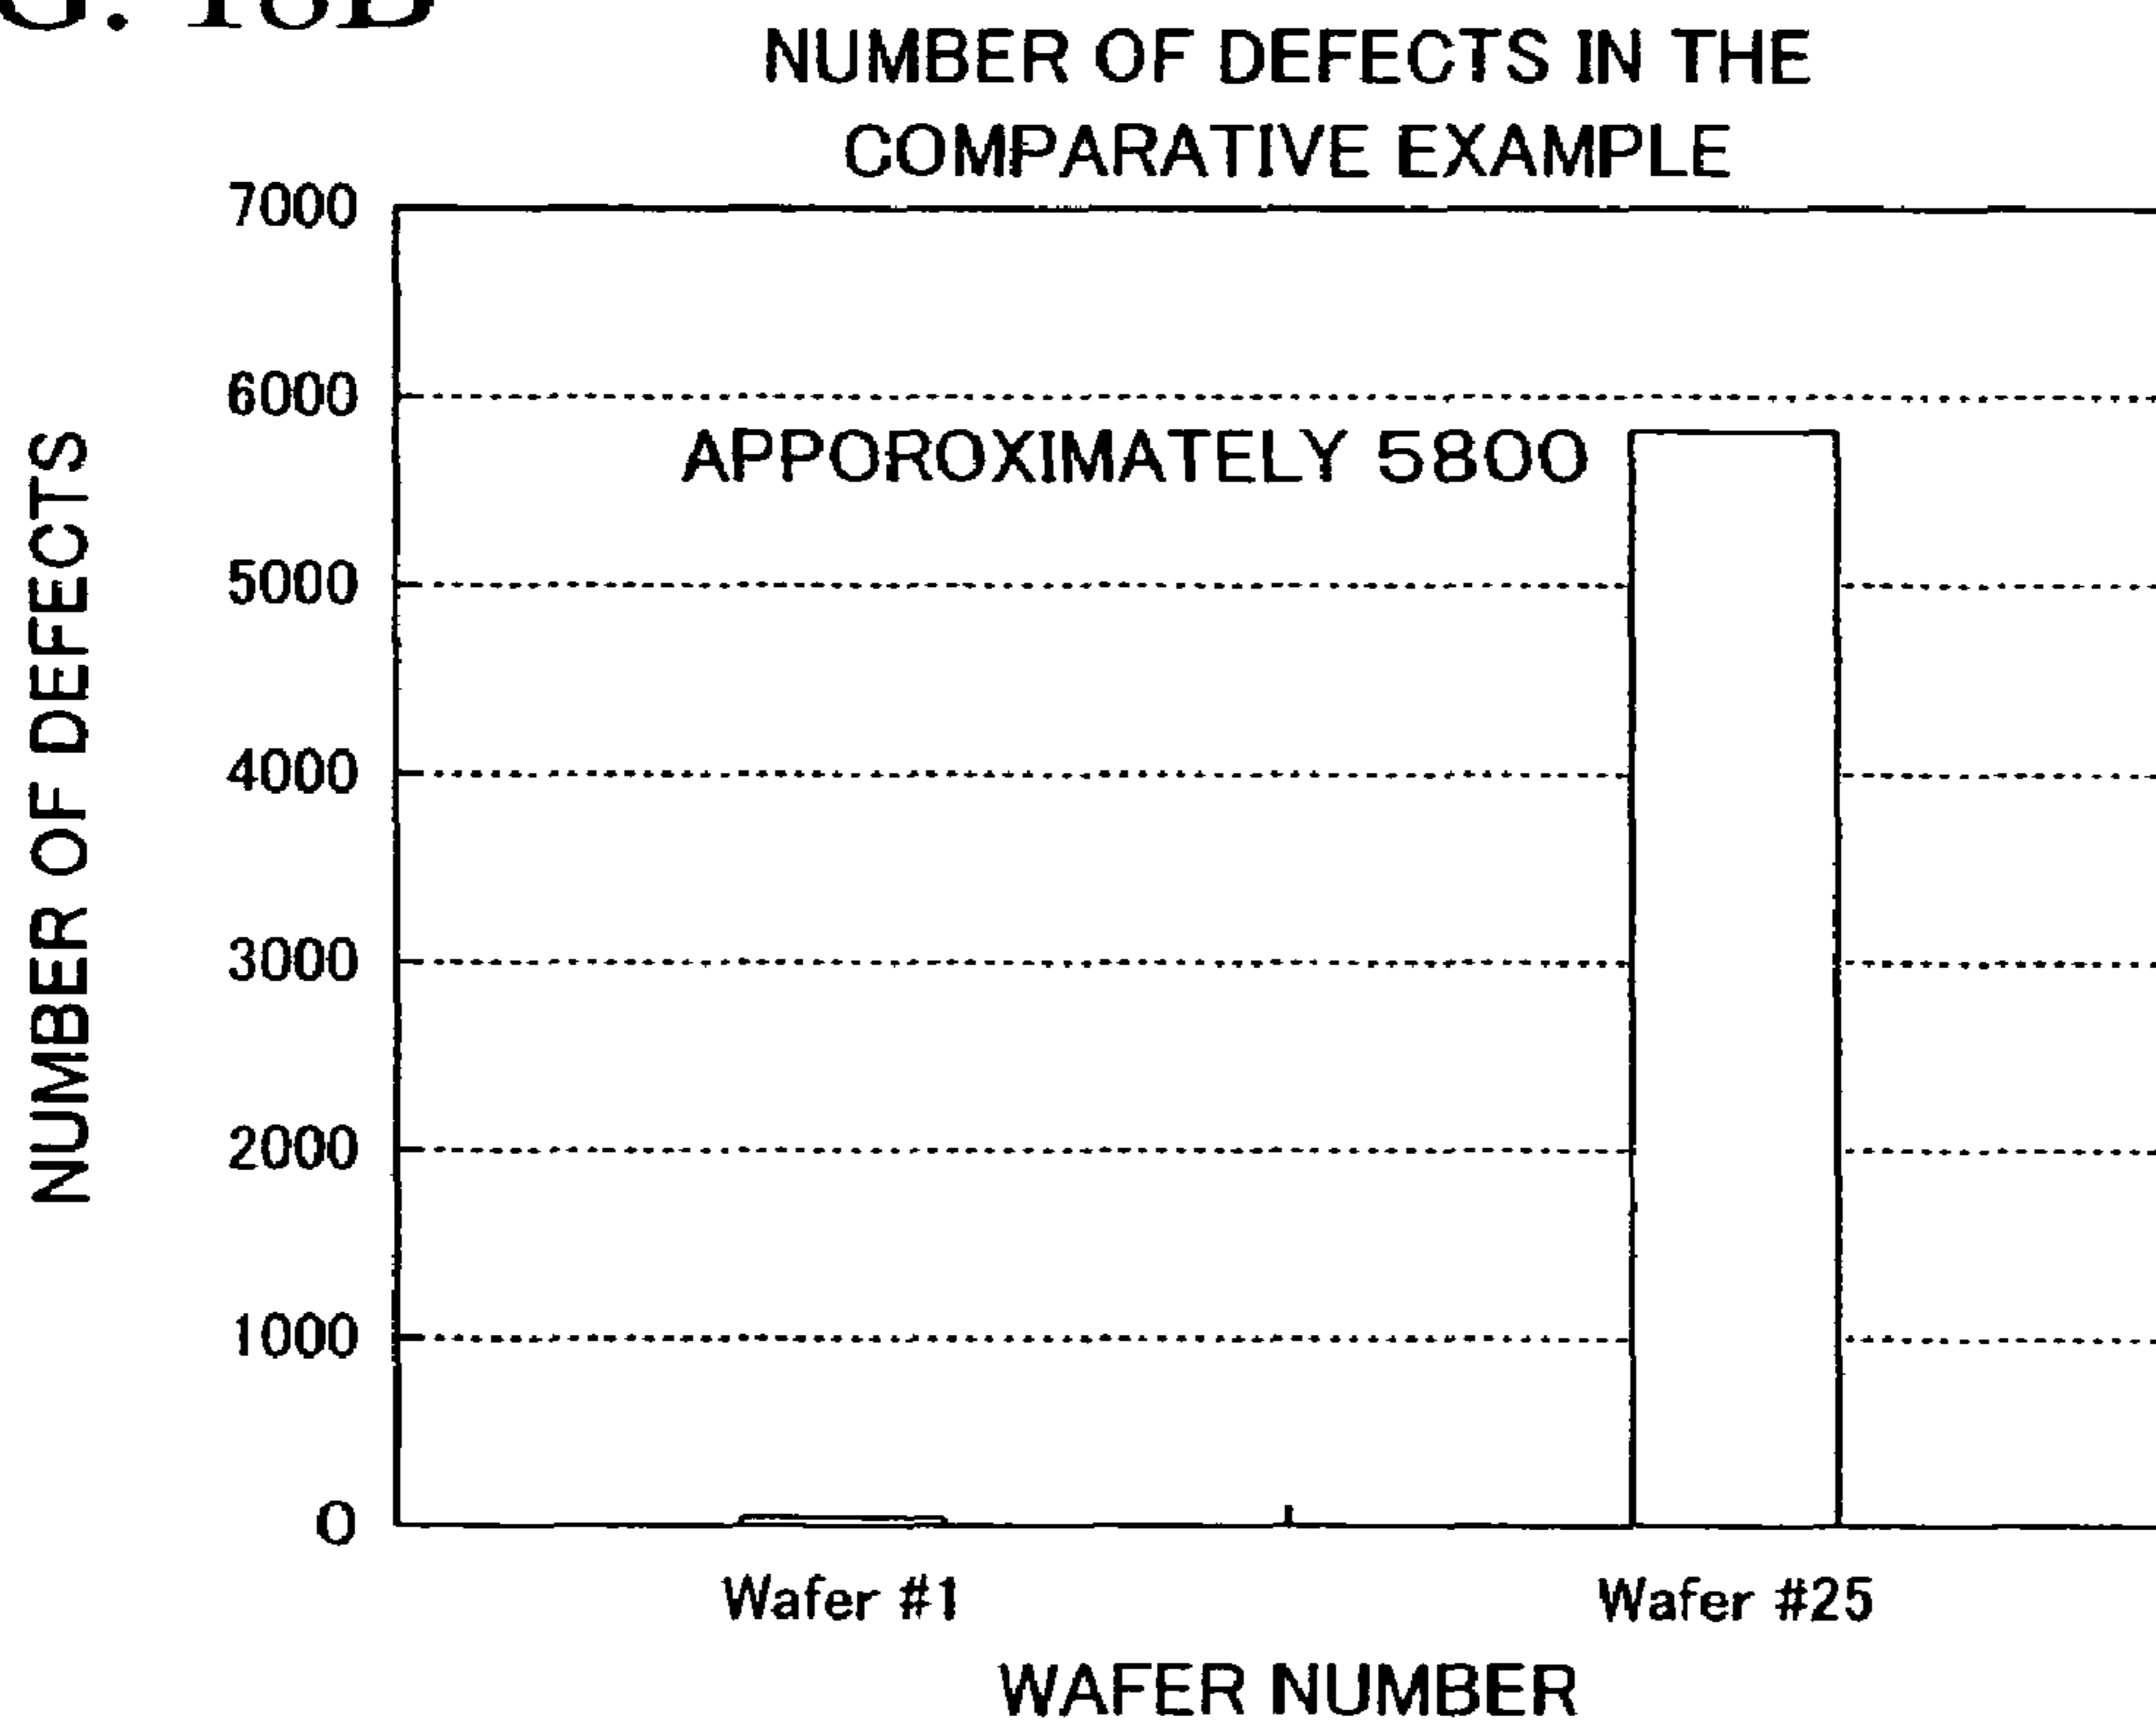 G. 18B
NUMBER OF DEFECTS IN THE
COMPARATIVE EXAMPLE
NUMBER OF DEFECTS
7000
6000
APPOROXIMATELY 5800
5000
4000
3000
2000
1000
0
Wafer #1
Wafer #25
WAFER NUMBER